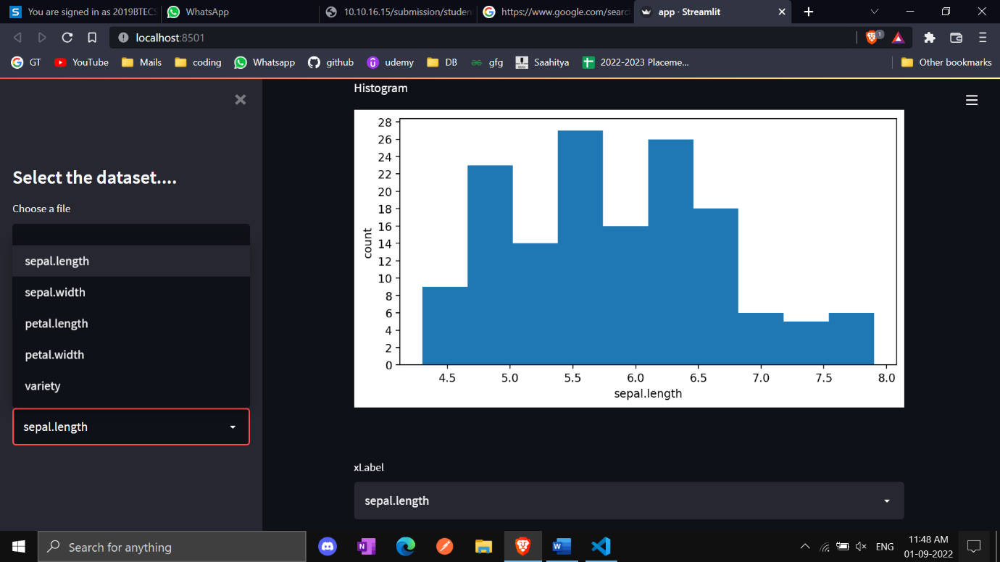 You are signed in as 2019BTECS
WhatsApp
10.10.16.15/submission/studen
https://www.google.com/searc
app · Streamlit
localhost:8501
1
GT
YouTube
Mails
coding
Whatsapp
github
udemy
DB
gfg
Saahitya
2022-2023 Placeme...
Other bookmarks
Select the dataset....
Choose a file
sepal.length
sepal.width
petal.length
petal.width
variety
sepal.length
Histogram
28
26
24
22
20
18
16
14
12
10
8
6
4
2
0
count
4.5 5.0 5.5 6.0 6.5 7.0 7.5 8.0
sepal.length
xLabel
sepal.length
Search for anything
ENG
11:48 AM
01-09-2022